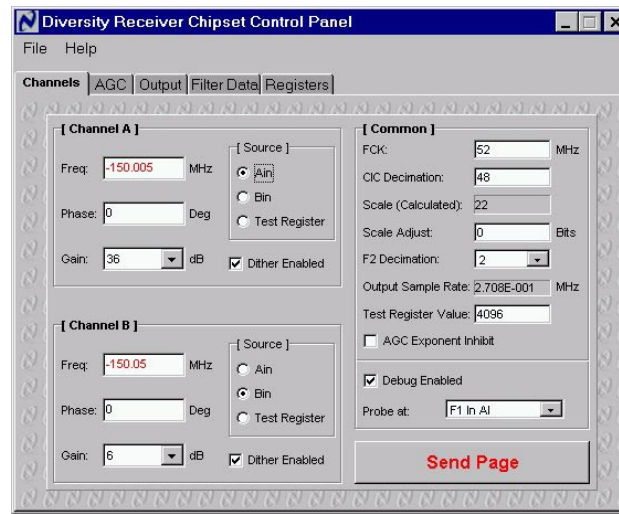 Diversity Receiver Chipset Control Panel
File Help
Channels AGC Output Filter Data Registers
[ Channel A ]
Freq: -150.005 MHz
Phase: 0 Deg
Gain: 36 dB
[ Source ]
Ain
Bin
Test Register
Dither Enabled
[ Channel B ]
Freq: -150.05 MHz
Phase: 0 Deg
Gain: 6 dB
[ Source ]
Ain
Bin
Test Register
Dither Enabled
[ Common ]
FCK: 52 MHz
CIC Decimation: 48
Scale (Calculated): 22
Scale Adjust: 0 Bits
F2 Decimation: 2
Output Sample Rate: 2.708E-001 MHz
Test Register Value: 4096
AGC Exponent Inhibit
Debug Enabled
Probe at: F1 In AI
Send Page